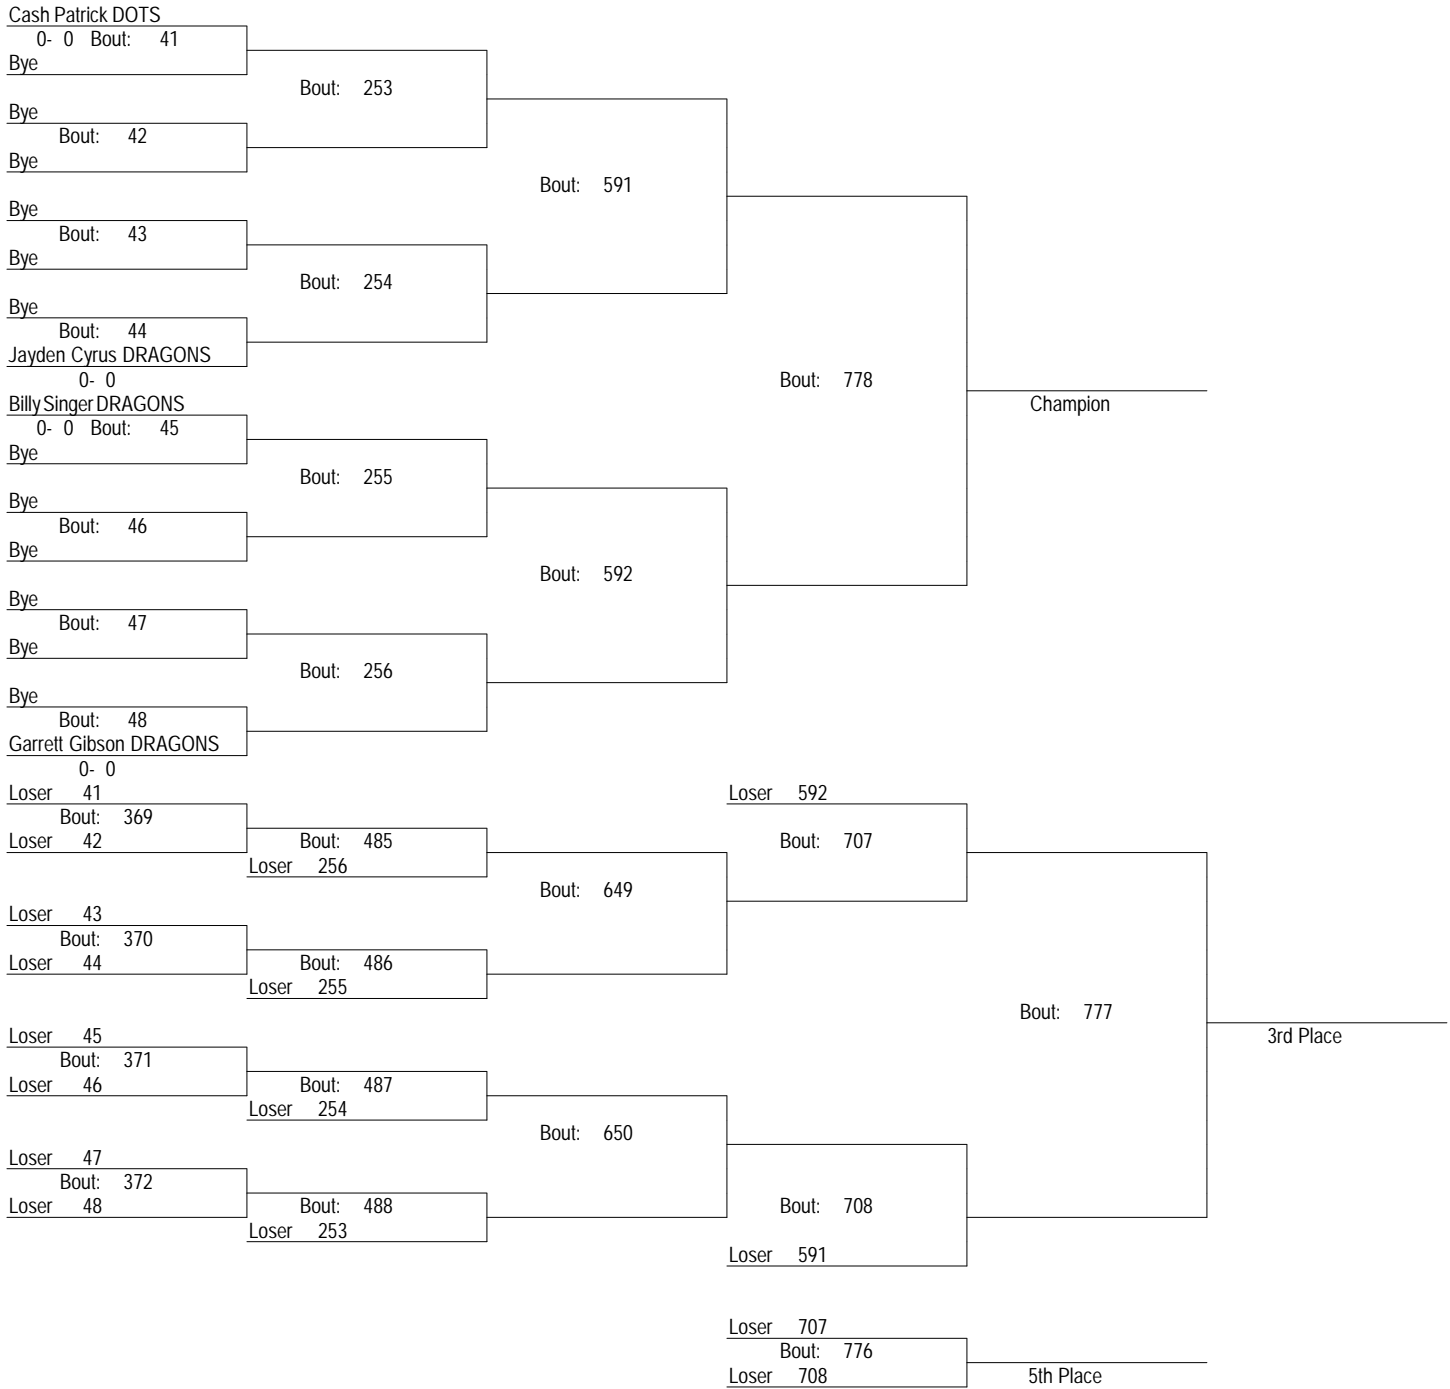 Cash Patrick DOTS
0- 0 Bout: 41
Bye
Bout: 253
Bye
Bout: 42
Bye
Bout: 591
Bye
Bout: 43
Bye
Bout: 254
Bye
Bout: 44
Jayden Cyrus DRAGONS
0- 0
Bout: 778
Champion
Billy Singer DRAGONS
0- 0 Bout: 45
Bye
Bout: 255
Bye
Bout: 46
Bye
Bout: 592
Bye
Bout: 47
Bye
Bout: 256
Bye
Bout: 48
Garrett Gibson DRAGONS
0- 0
Loser 41
Bout: 369
Loser 42
Bout: 485
Loser 256
Loser 592
Bout: 707
Bout: 649
Loser 43
Bout: 370
Loser 44
Bout: 486
Loser 255
Bout: 777
3rd Place
Loser 45
Bout: 371
Loser 46
Bout: 487
Loser 254
Bout: 650
Loser 47
Bout: 372
Loser 48
Bout: 488
Loser 253
Bout: 708
Loser 591
Loser 707
Bout: 776
Loser 708
5th Place